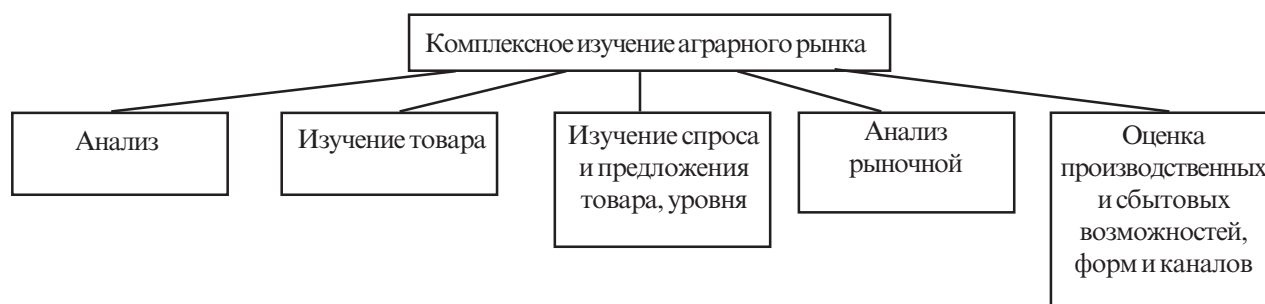 Комплексное изучение аграрного рынка
Анализ
Изучение товара
Изучение спроса
и предложения
товара, уровня
Анализ
рыночной
Оценка
производственных
и сбытовых
возможностей,
форм и каналов